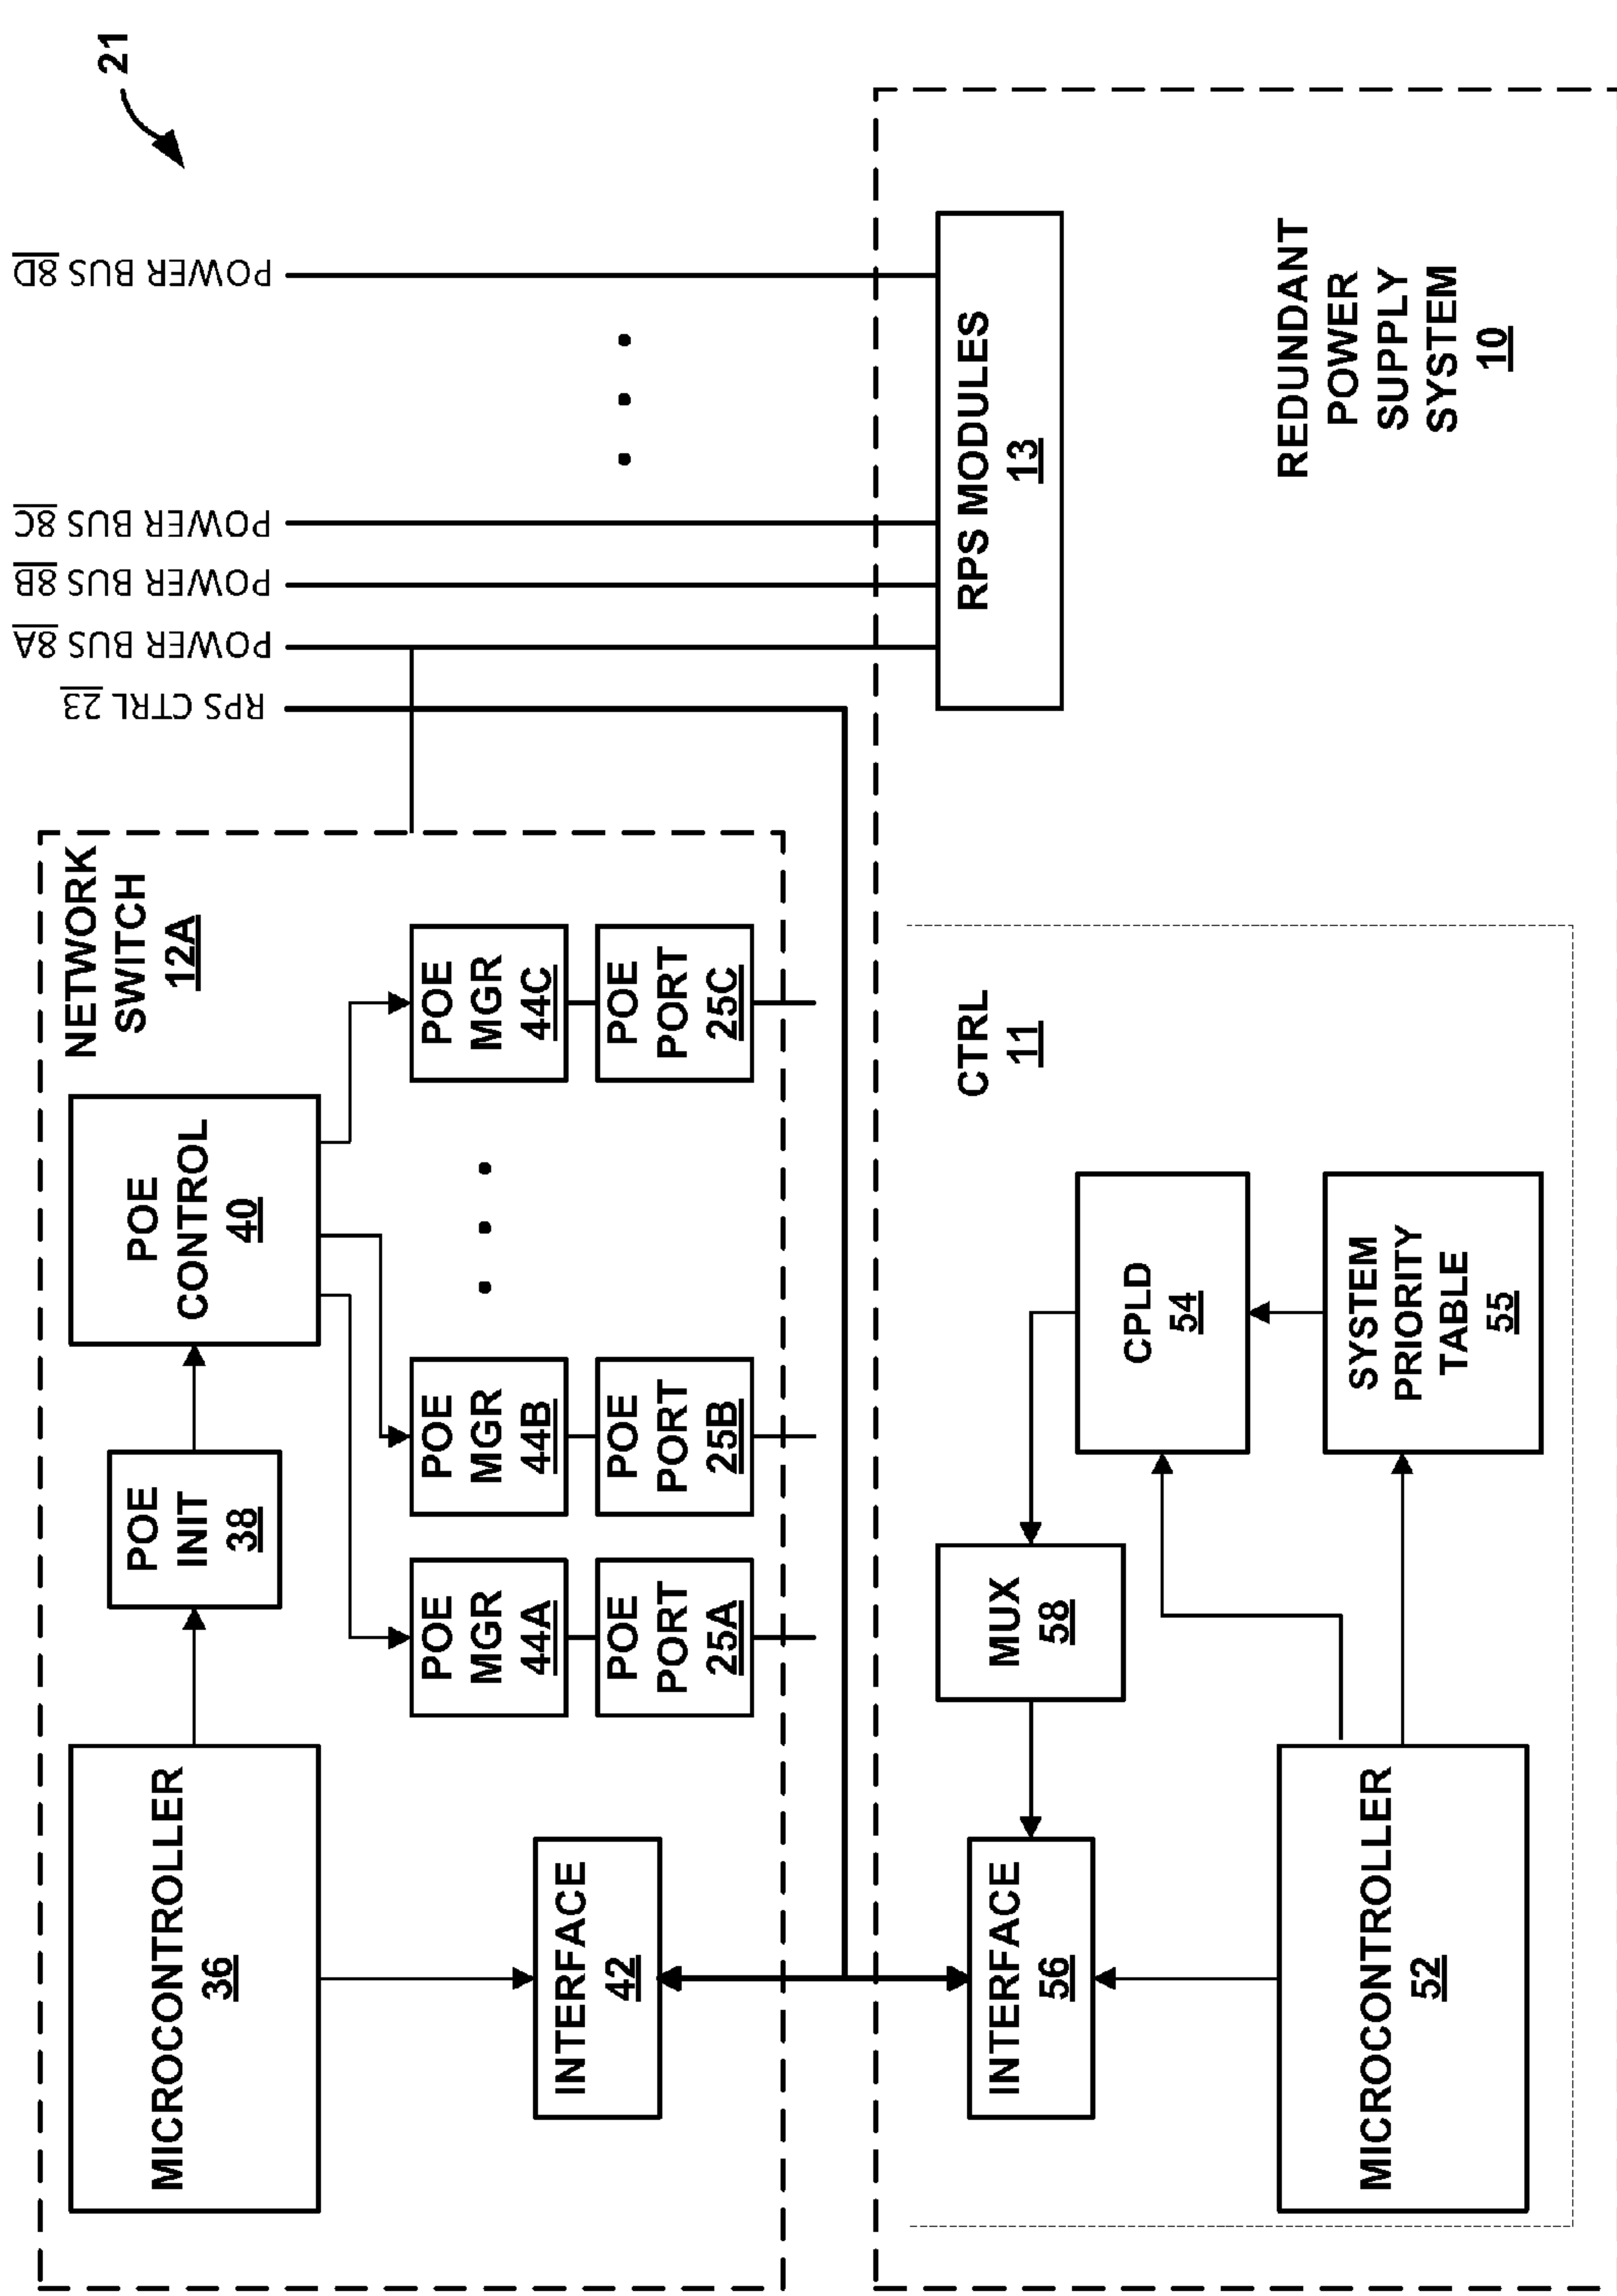 21
NETWORK
SWITCH
12A
MICROCONTROLLER
36
POE
INIT
38
POE
CONTROL
40
INTERFACE
42
POE
MGR
44A
POE
PORT
25A
POE
MGR
44B
POE
PORT
25B
POE
MGR
44C
POE
PORT
25C
RPS CTRL 23
POWER BUS 8A
POWER BUS 8B
POWER BUS 8C
POWER BUS 8D
RPS MODULES
13
REDUNDANT
POWER
SUPPLY
SYSTEM
10
CTRL
11
INTERFACE
56
MUX
58
CPLD
54
MICROCONTROLLER
52
SYSTEM
PRIORITY
TABLE
55